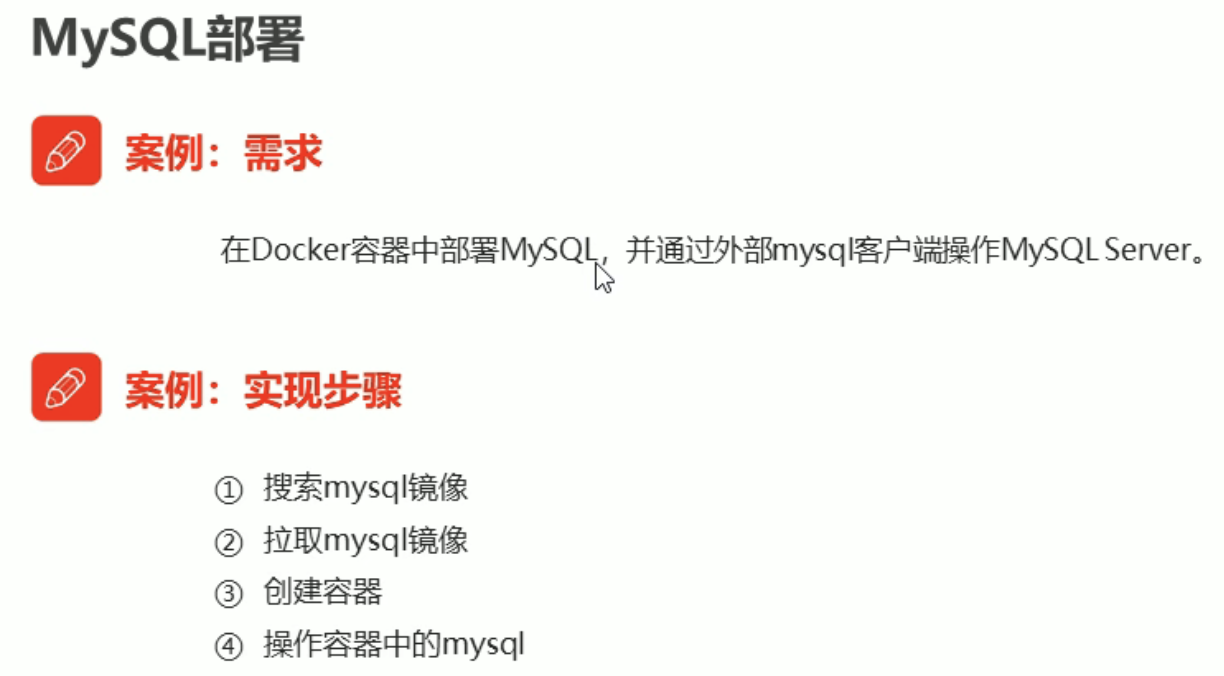 MySQL部署
案例：需求
在Docker容器中部署MySQL，并通过外部mysql客户端操作MySQL Server。
案例：实现步骤
① 搜索mysql镜像
② 拉取mysql镜像
③ 创建容器
④ 操作容器中的mysql